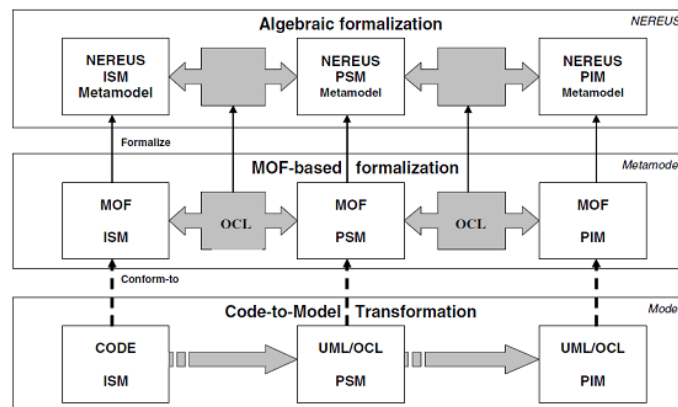 Algebraic formalization
NEREUS
NEREUS
ISM
Metamodel
NEREUS
PSM
Metamodel
NEREUS
PIM
Metamodel
Formalize
MOF-based formalization
Metamode
MOF
ISM
OCL
MOF
PSM
OCL
MOF
PIM
Conform-to
Code-to-Model Transformation
Mode
CODE
ISM
UML/OCL
PSM
UML/OCL
PIM